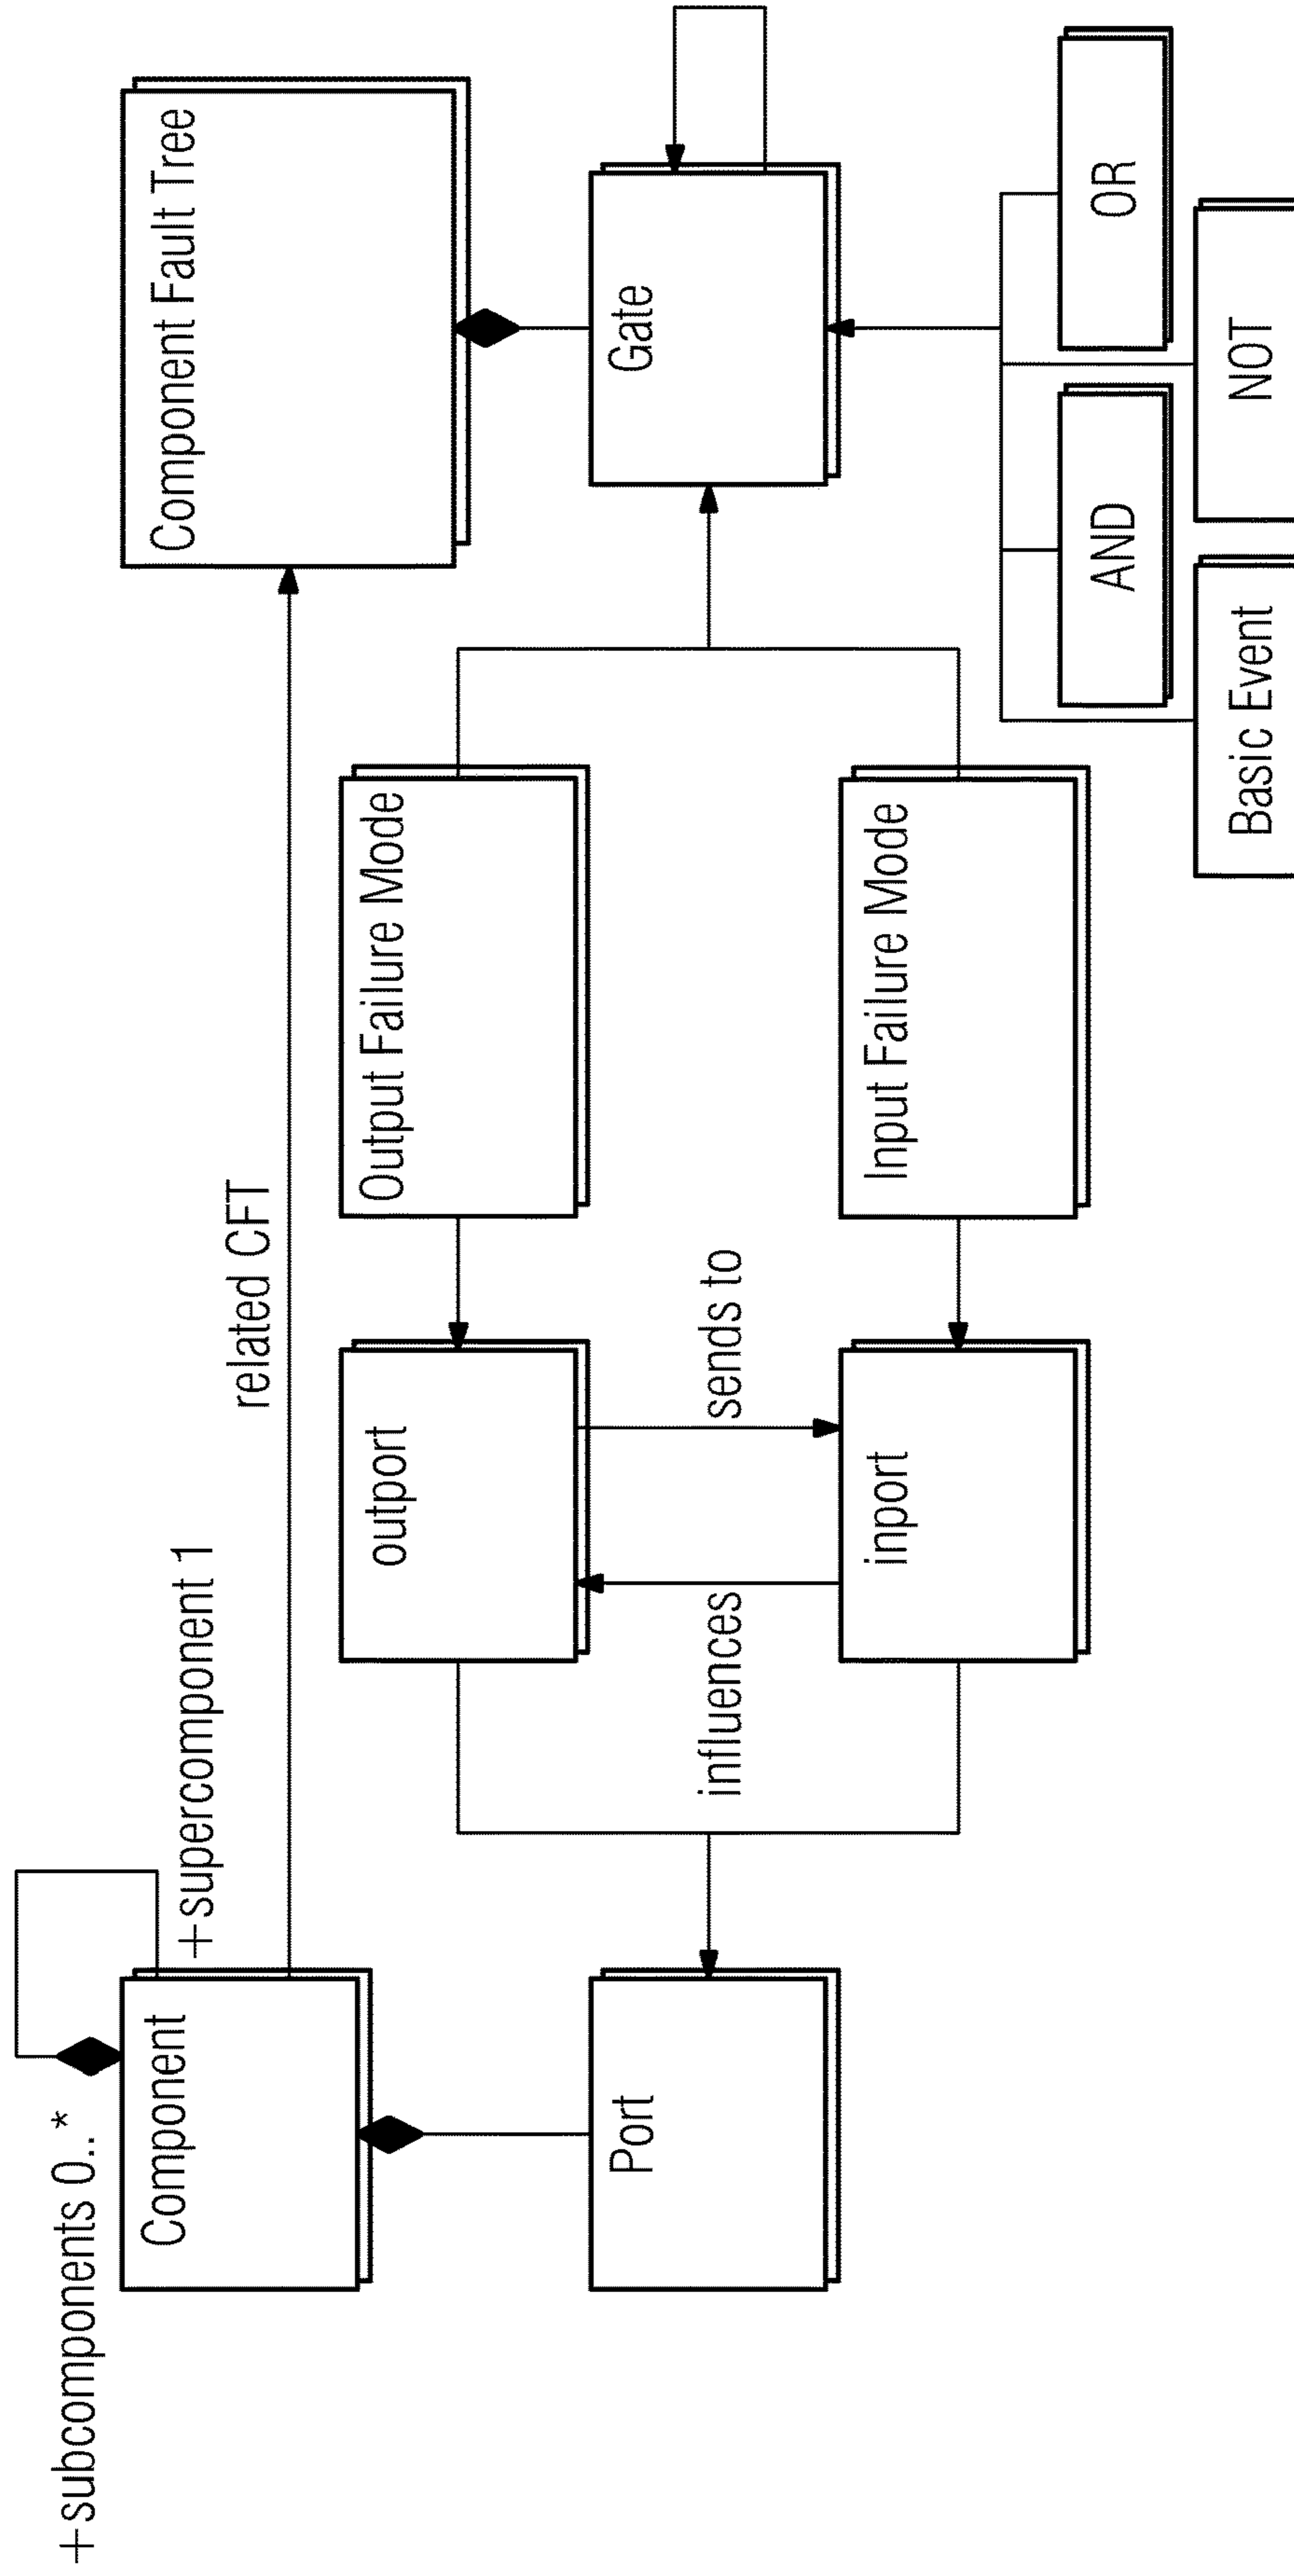 +subcomponents 0..*
Component
+supercomponent 1
related CFT
Component Fault Tree
Port
influences
outport
inport
sends to
Output Failure Mode
Input Failure Mode
Gate
Basic Event
AND
NOT
OR